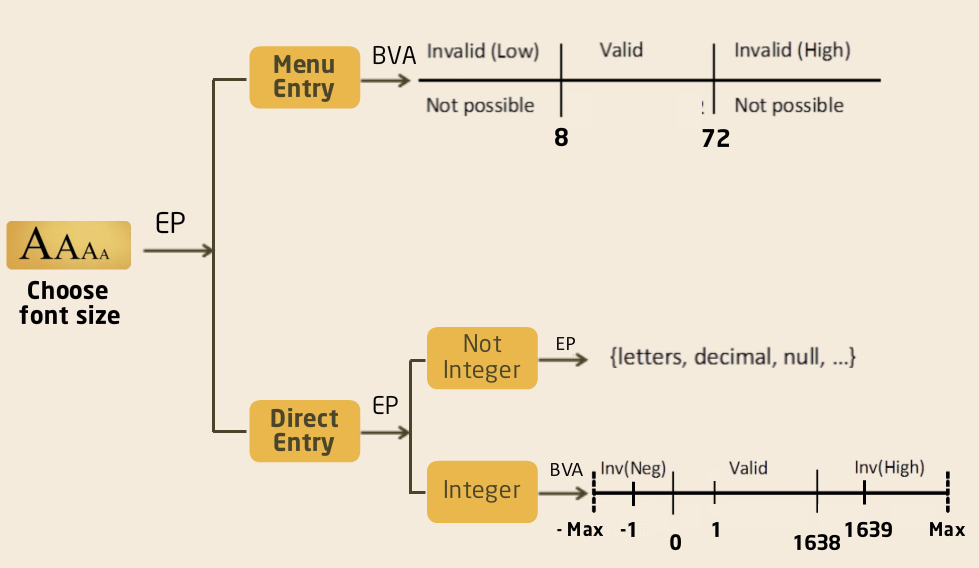 Menu
Entry
BVA
Invalid (Low)
Valid
Invalid (High)
Not possible
Not possible
8
72
EP
AAAA
Choose
font size
Not
Integer
EP
{letters, decimal, null, ...}
Direct
Entry
EP
Integer
BVA
Inv(Neg)
Valid
Inv(High)
- Max
-1
0
1
1638
1639
Max